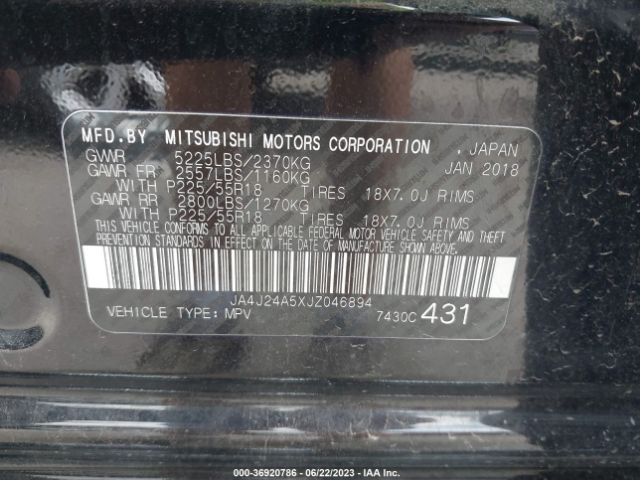 MFD.BY MITSUBISHI MOTORS CORPORATION . JAPAN
GVWR 5225LBS/2370KG JAN 2018
GAWR FR 2557LBS/1160KG
WITH P225/55R18 TIRES 18X7.0J RIMS
GAWR RR 2800LBS/1270KG
WITH P225/55R18 TIRES 18X7.0J RIMS
THIS VEHICLE CONFORMS TO ALL APPLICABLE FEDERAL MOTOR VEHICLE SAFETY AND THEFT
PREVENTION STANDARDS IN EFFECT ON THE DATE OF MANUFACTURE SHOWN ABOVE.
JA4J24A5XJZ046894
VEHICLE TYPE: MPV 7430C 431
000-36920786 - 06/22/2023 - IAA Inc.